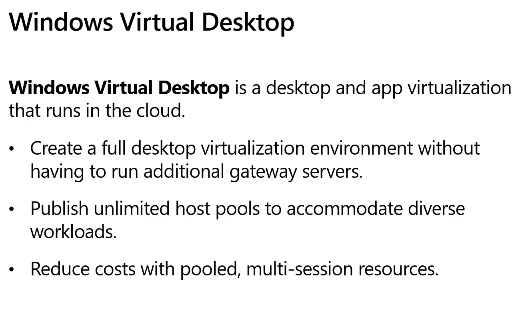 Windows Virtual Desktop
Windows Virtual Desktop is a desktop and app virtualization
that runs in the cloud.
• Create a full desktop virtualization environment without
having to run additional gateway servers.
• Publish unlimited host pools to accommodate diverse
workloads.
• Reduce costs with pooled, multi-session resources.